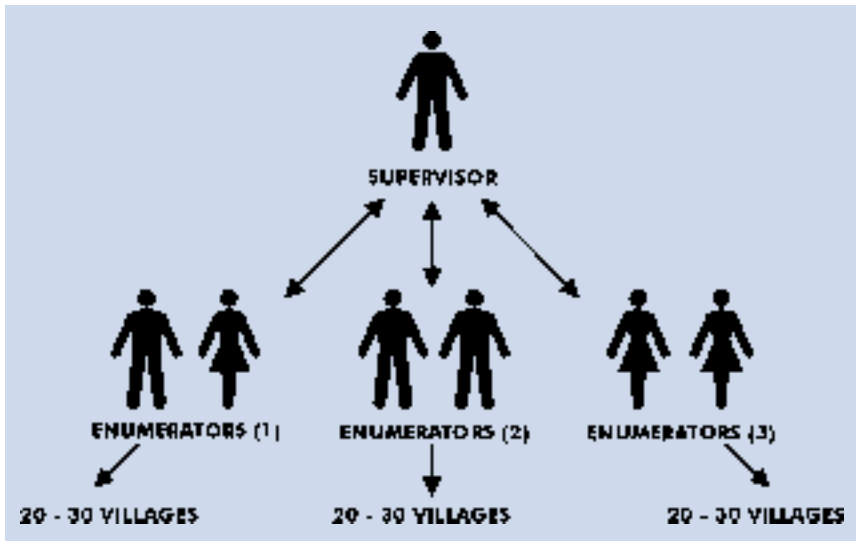 SUPERVISOR
ENUMERATORS (1)
ENUMERATORS (2)
ENUMERATORS (3)
20 - 30 VILLAGES
20 - 30 VILLAGES
20 - 30 VILLAGES